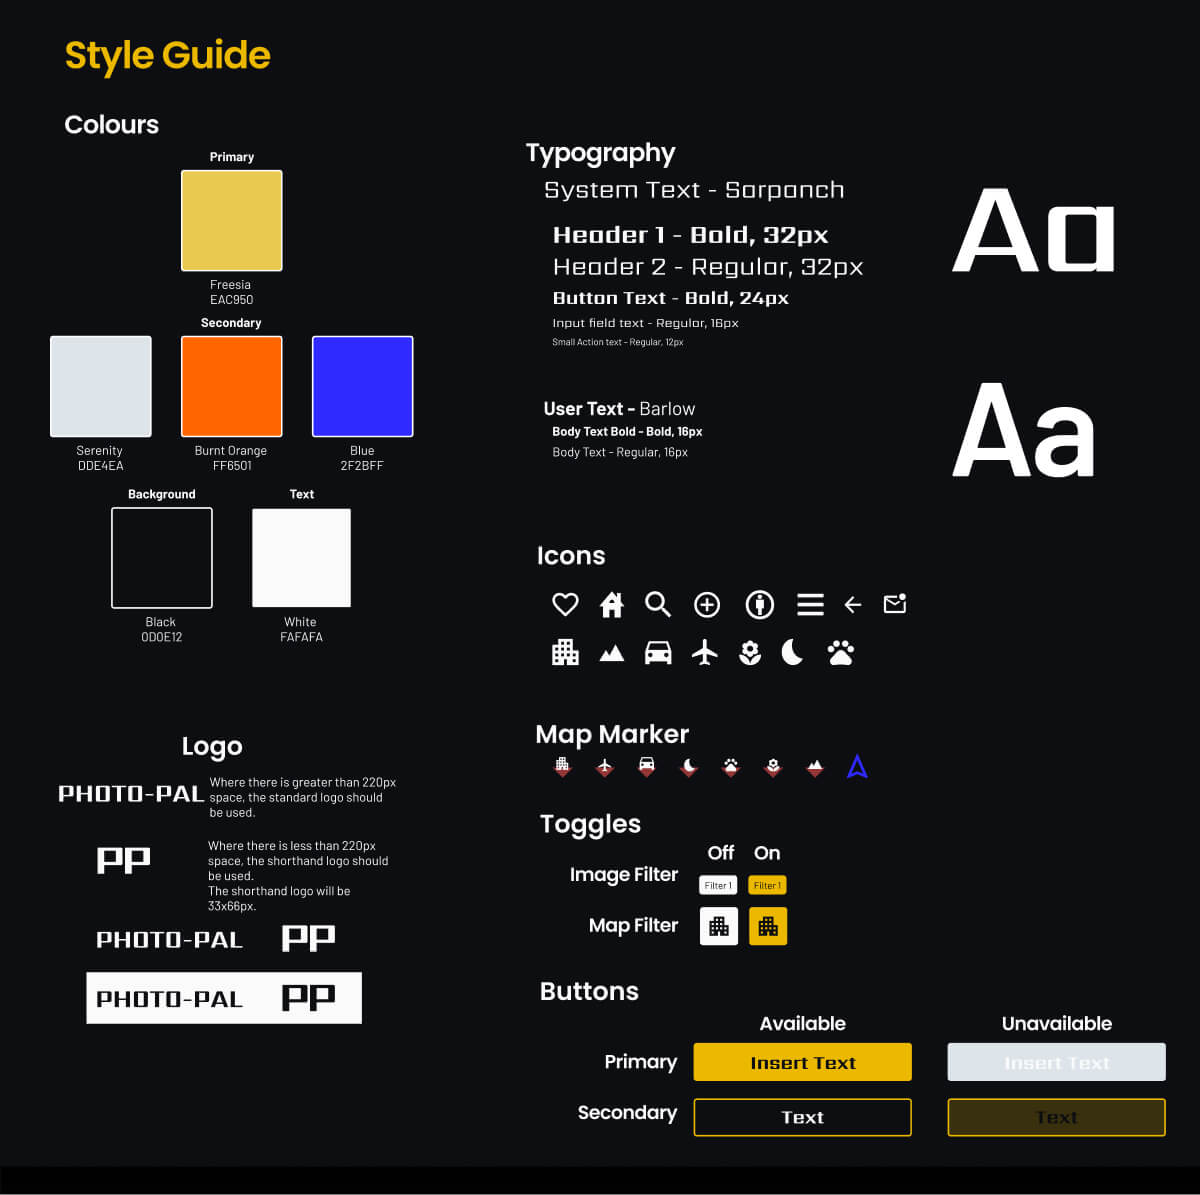 Style Guide
Colours
Primary
Freesia
EAC950
Secondary
Serenity
DDE4EA
Burnt Orange
FF6501
Blue
2F2BFF
Background
Text
Black
0D0E12
White
FAFAFA
Logo
PHOTO-PAL
Where there is greater than 220px
space, the standard logo should
be used.
PP
Where there is less than 220px
space, the shorthand logo should
be used.
The shorthand logo will be
33x66px.
PHOTO-PAL PP
PHOTO-PAL PP
Typography
System Text - Sarpanch
Aa
Header 1 - Bold, 32px
Header 2 - Regular, 32px
Button Text - Bold, 24px
Input field text - Regular, 16px
Small Action text - Regular, 12px
User Text - Barlow
Aa
Body Text Bold - Bold, 16px
Body Text - Regular, 16px
Icons
Map Marker
Toggles
Off On
Image Filter
Filter 1 Filter 1
Map Filter
Buttons
Available Unavailable
Primary Insert Text Insert Text
Secondary Text Text